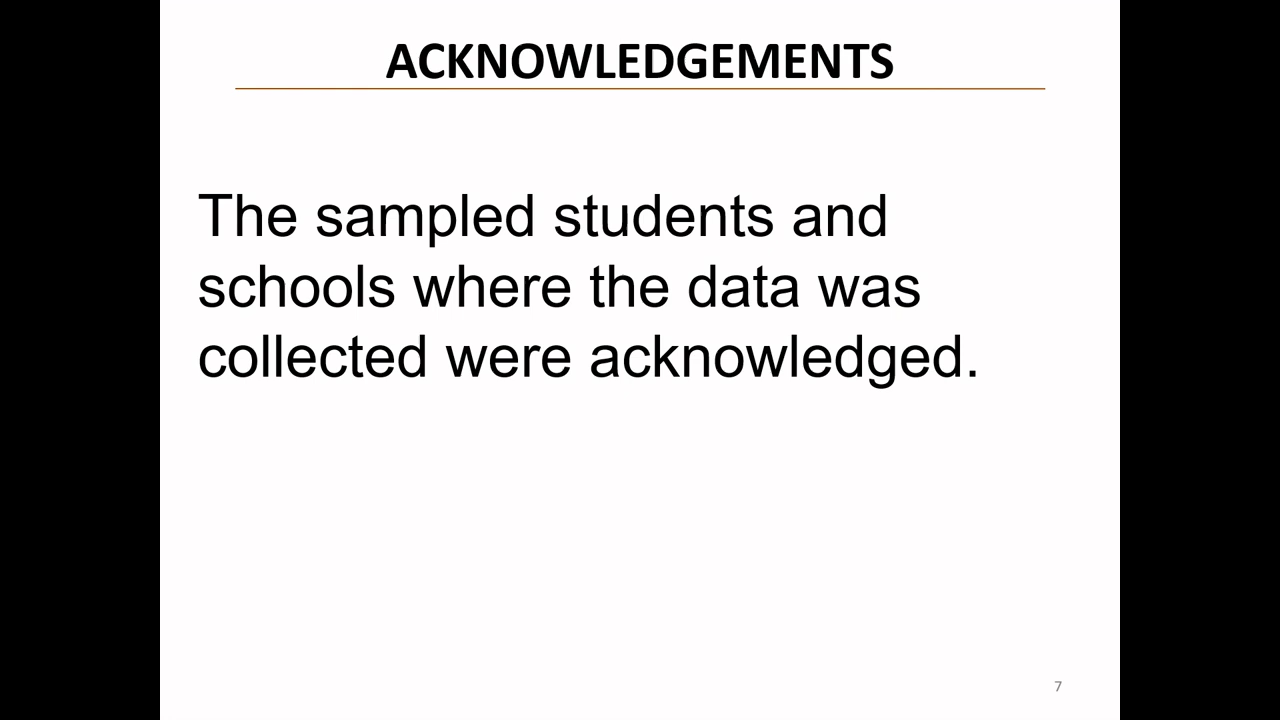 ACKNOWLEDGEMENTS
The sampled students and
schools where the data was
collected were acknowledged.
7